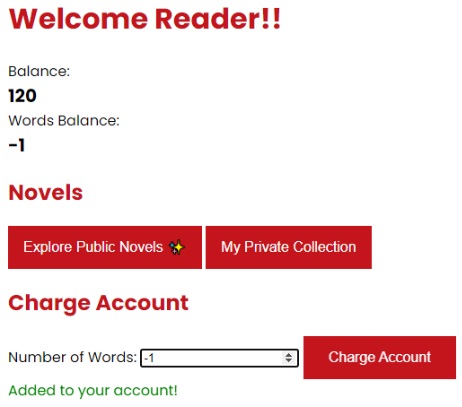 Welcome Reader!!
Balance:
120
Words Balance:
-1
Novels
Explore Public Novels ✨ My Private Collection
Charge Account
Number of Words: -1 Charge Account
Added to your account!